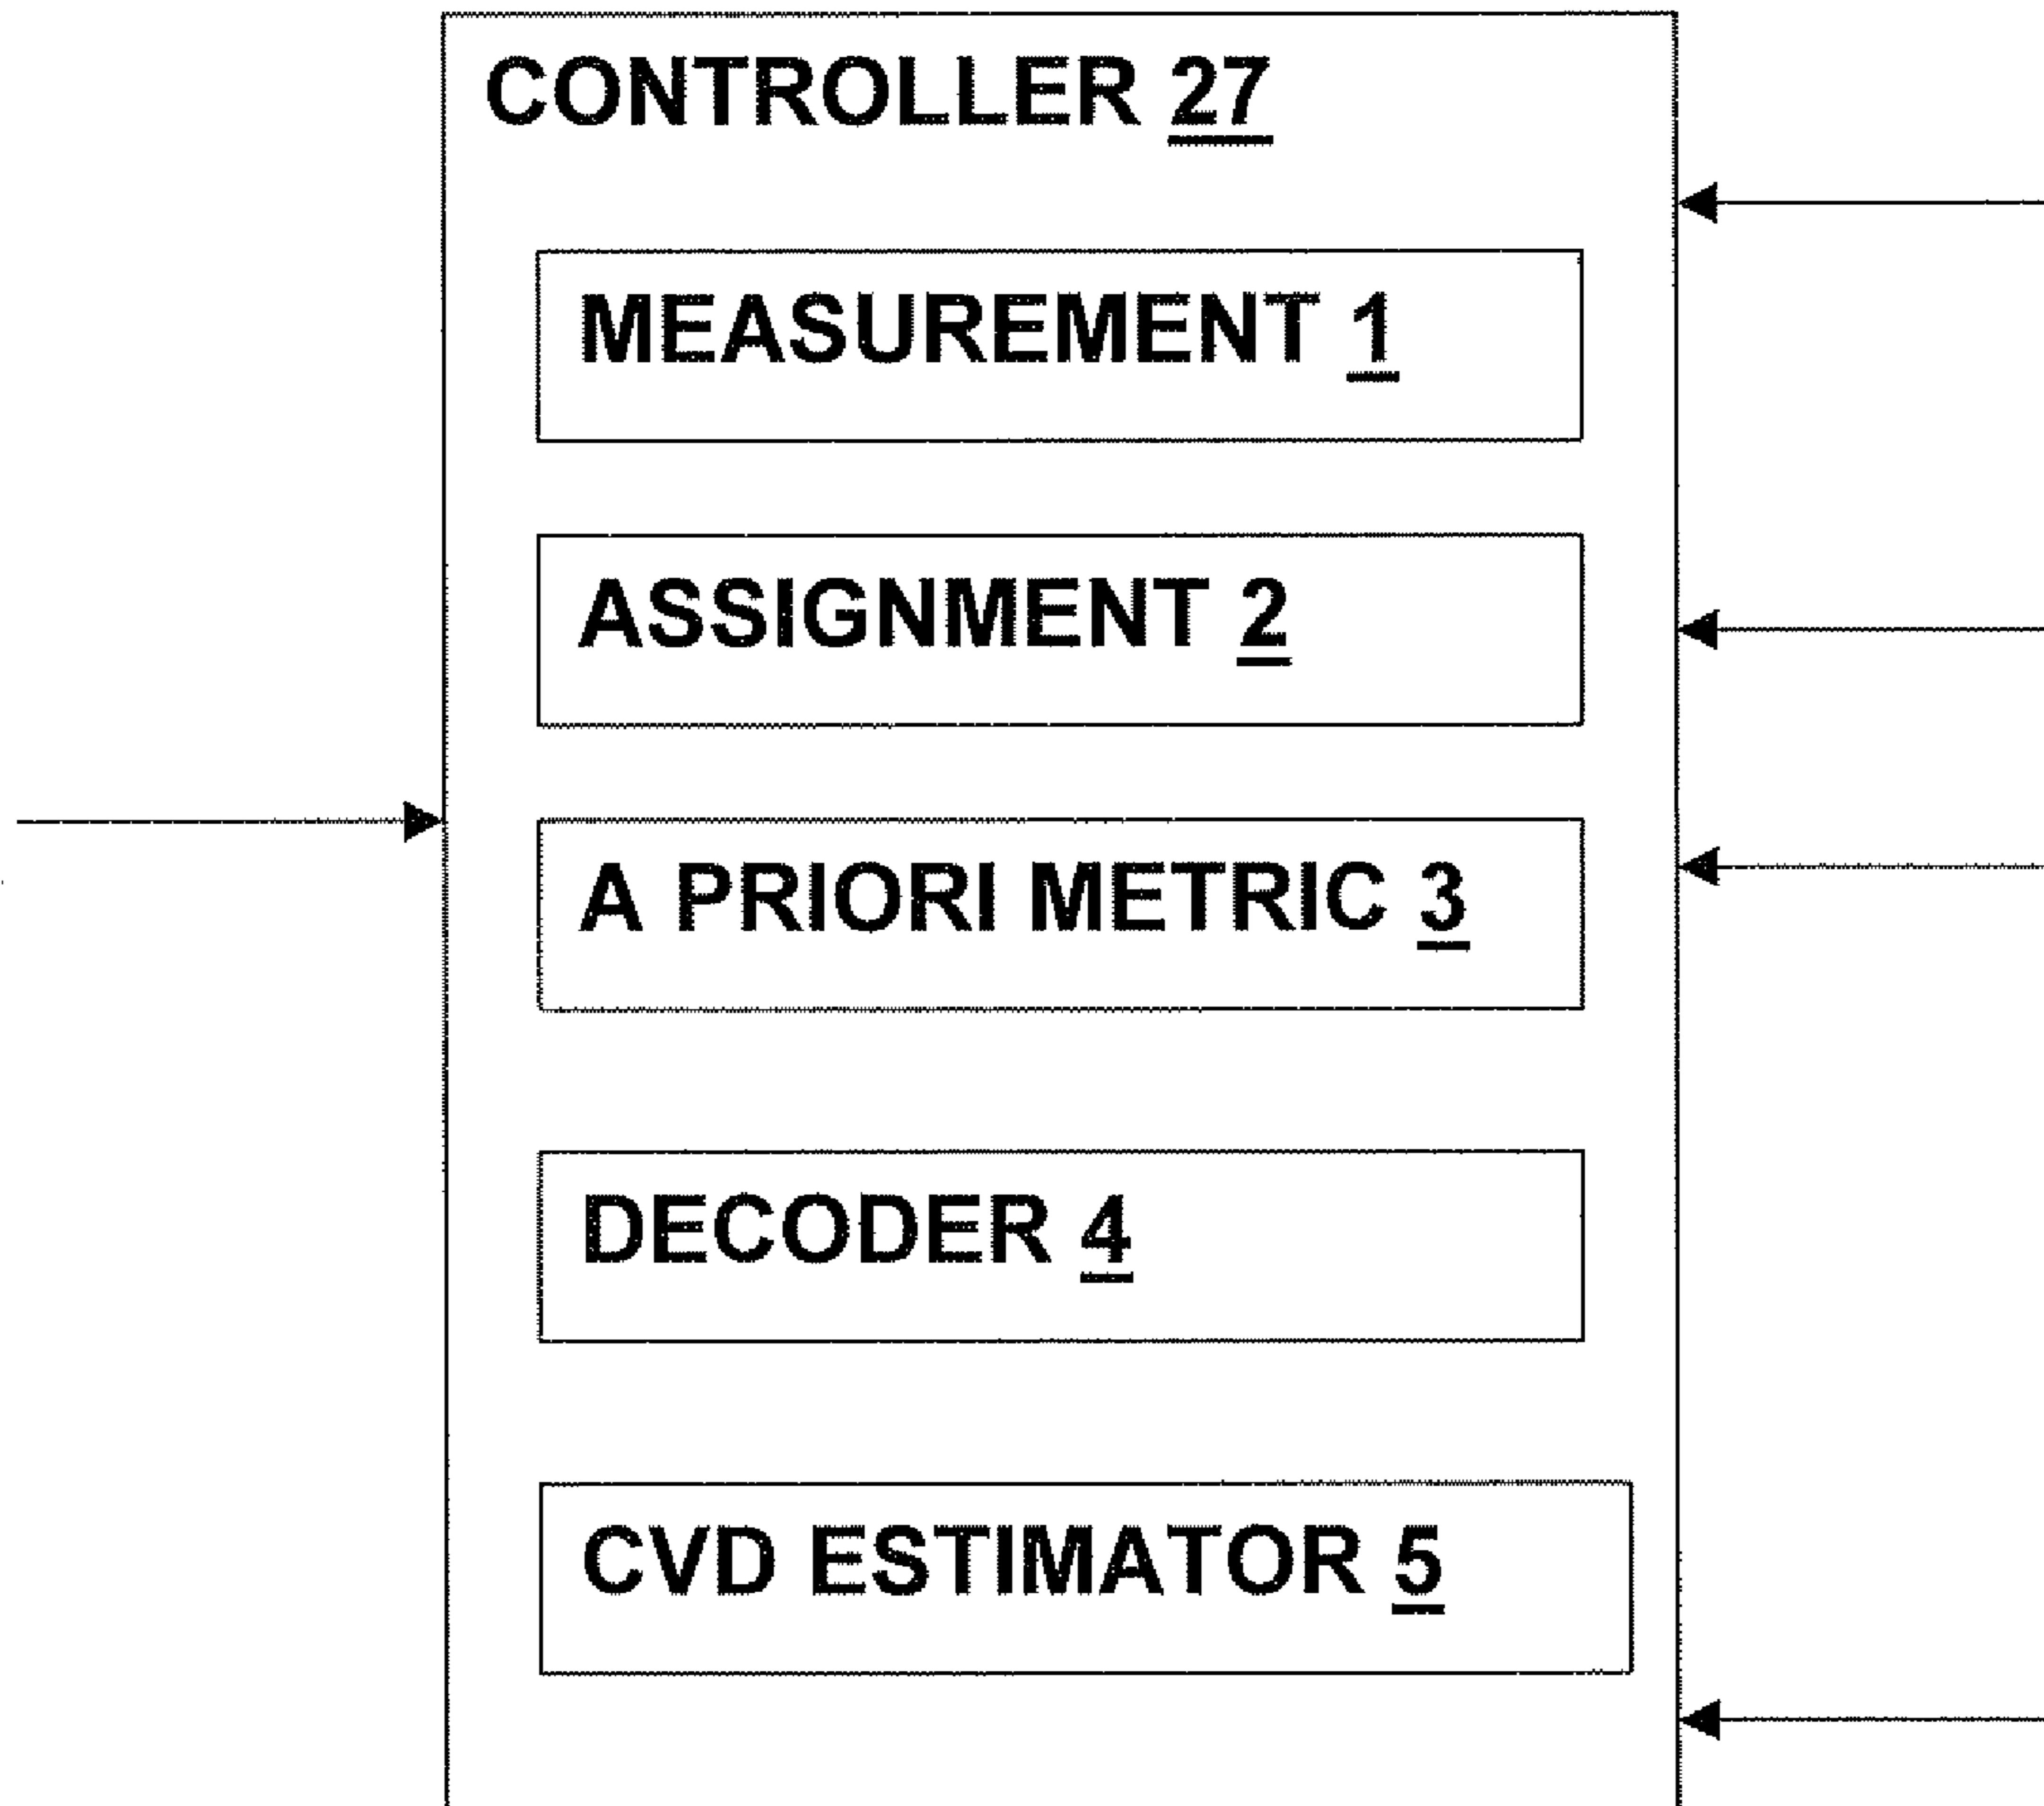 CONTROLLER 27
MEASUREMENT 1
ASSIGNMENT 2
A PRIORI METRIC 3
DECODER 4
CVD ESTIMATOR 5